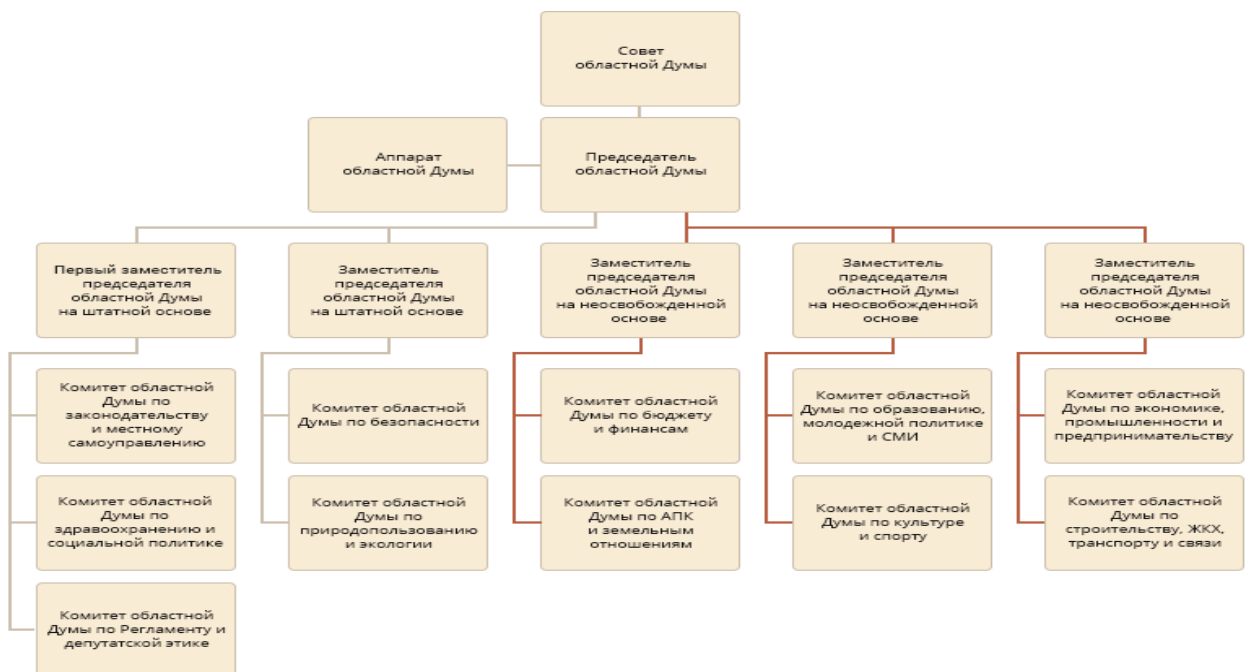 Совет
областной Думы
Аппарат
областной Думы
Председатель
областной Думы
Первый заместитель
председателя
областной Думы
на штатной основе
Заместитель
председателя
областной Думы
на штатной основе
Заместитель
председателя
областной Думы
на неосвобожденной
основе
Заместитель
председателя
областной Думы
на неосвобожденной
основе
Заместитель
председателя
областной Думы
на неосвобожденной
основе
Комитет областной
Думы по
законодательству
и местному
самоуправлению
Комитет областной
Думы по безопасности
Комитет областной
Думы по бюджету
и финансам
Комитет областной
Думы по образованию,
молодежной политике
и СМИ
Комитет областной
Думы по экономике,
промышленности и
предпринимательству
Комитет областной
Думы по
здравоохранению и
социальной политике
Комитет областной
Думы по
природопользованию
и экологии
Комитет областной
Думы по АПК
и земельным
отношениям
Комитет областной
Думы по культуре
и спорту
Комитет областной
Думы по
строительству, ЖКХ,
транспорту и связи
Комитет областной
Думы по Регламенту и
депутатской этике